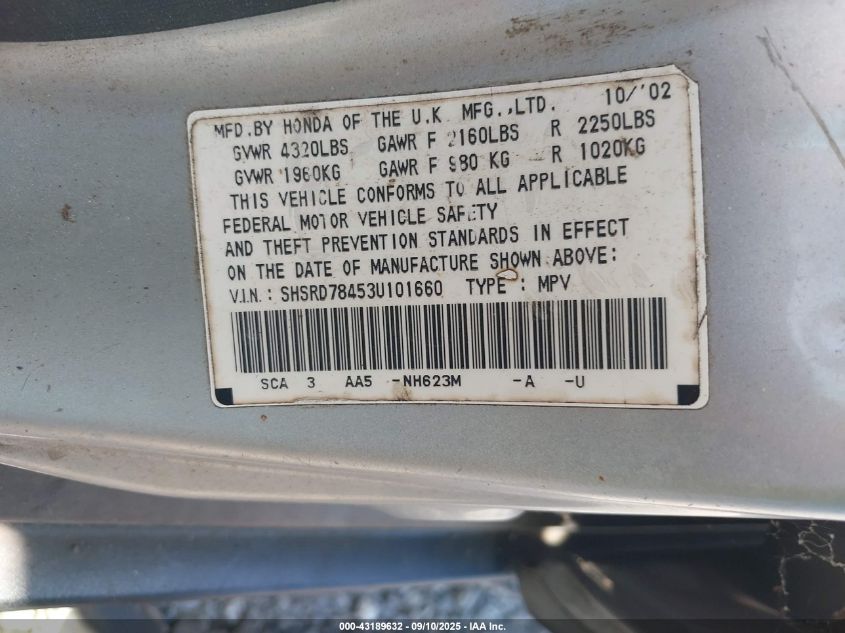 MFD.BY HONDA OF THE U.K. MFG.,LTD. 10/'02
GVWR 4320LBS GAWR F 2160LBS R 2250LBS
GVWR 1960KG GAWR F 980 KG R 1020KG
THIS VEHICLE CONFORMS TO ALL APPLICABLE
FEDERAL MOTOR VEHICLE SAFETY
AND THEFT PREVENTION STANDARDS IN EFFECT
ON THE DATE OF MANUFACTURE SHOWN ABOVE:
V.I.N.: SHSRD78453U101660 TYPE : MPV
SCA 3 AA5 -NH623M -A -U
000-43189632 - 09/10/2025 - IAA Inc.